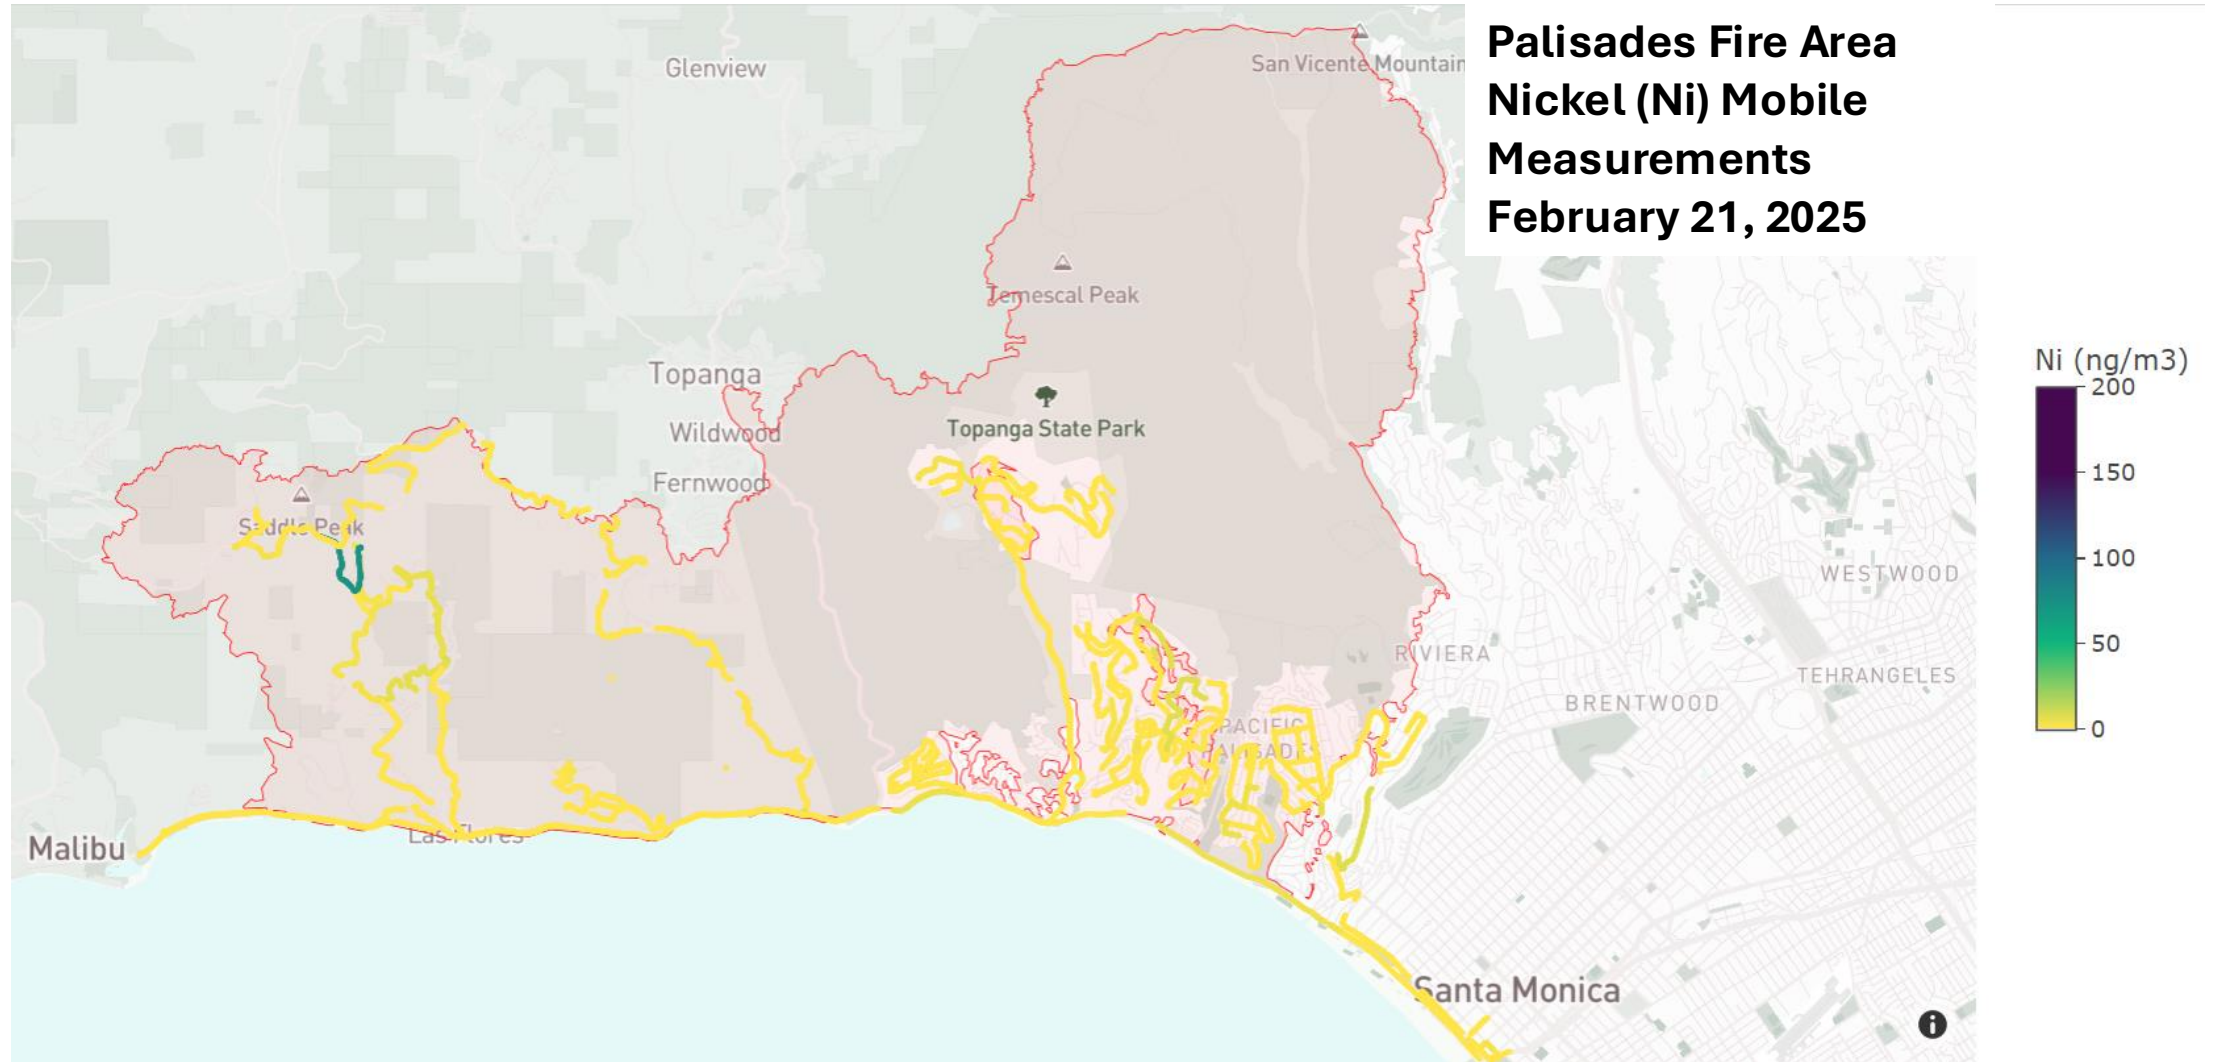 Palisades Fire Area
Nickel (Ni) Mobile
Measurements
February 21, 2025
Glenview
San Vicente Mountain
Temescal Peak
Topanga
Topanga State Park
Wildwood
Fernwood
Saddle Peak
RIVIERA
WESTWOOD
TEHRANGELES
BRENTWOOD
PACIFIC
PALISADES
Malibu
Las Flores
Santa Monica
i
Ni (ng/m3)
200
150
100
50
0